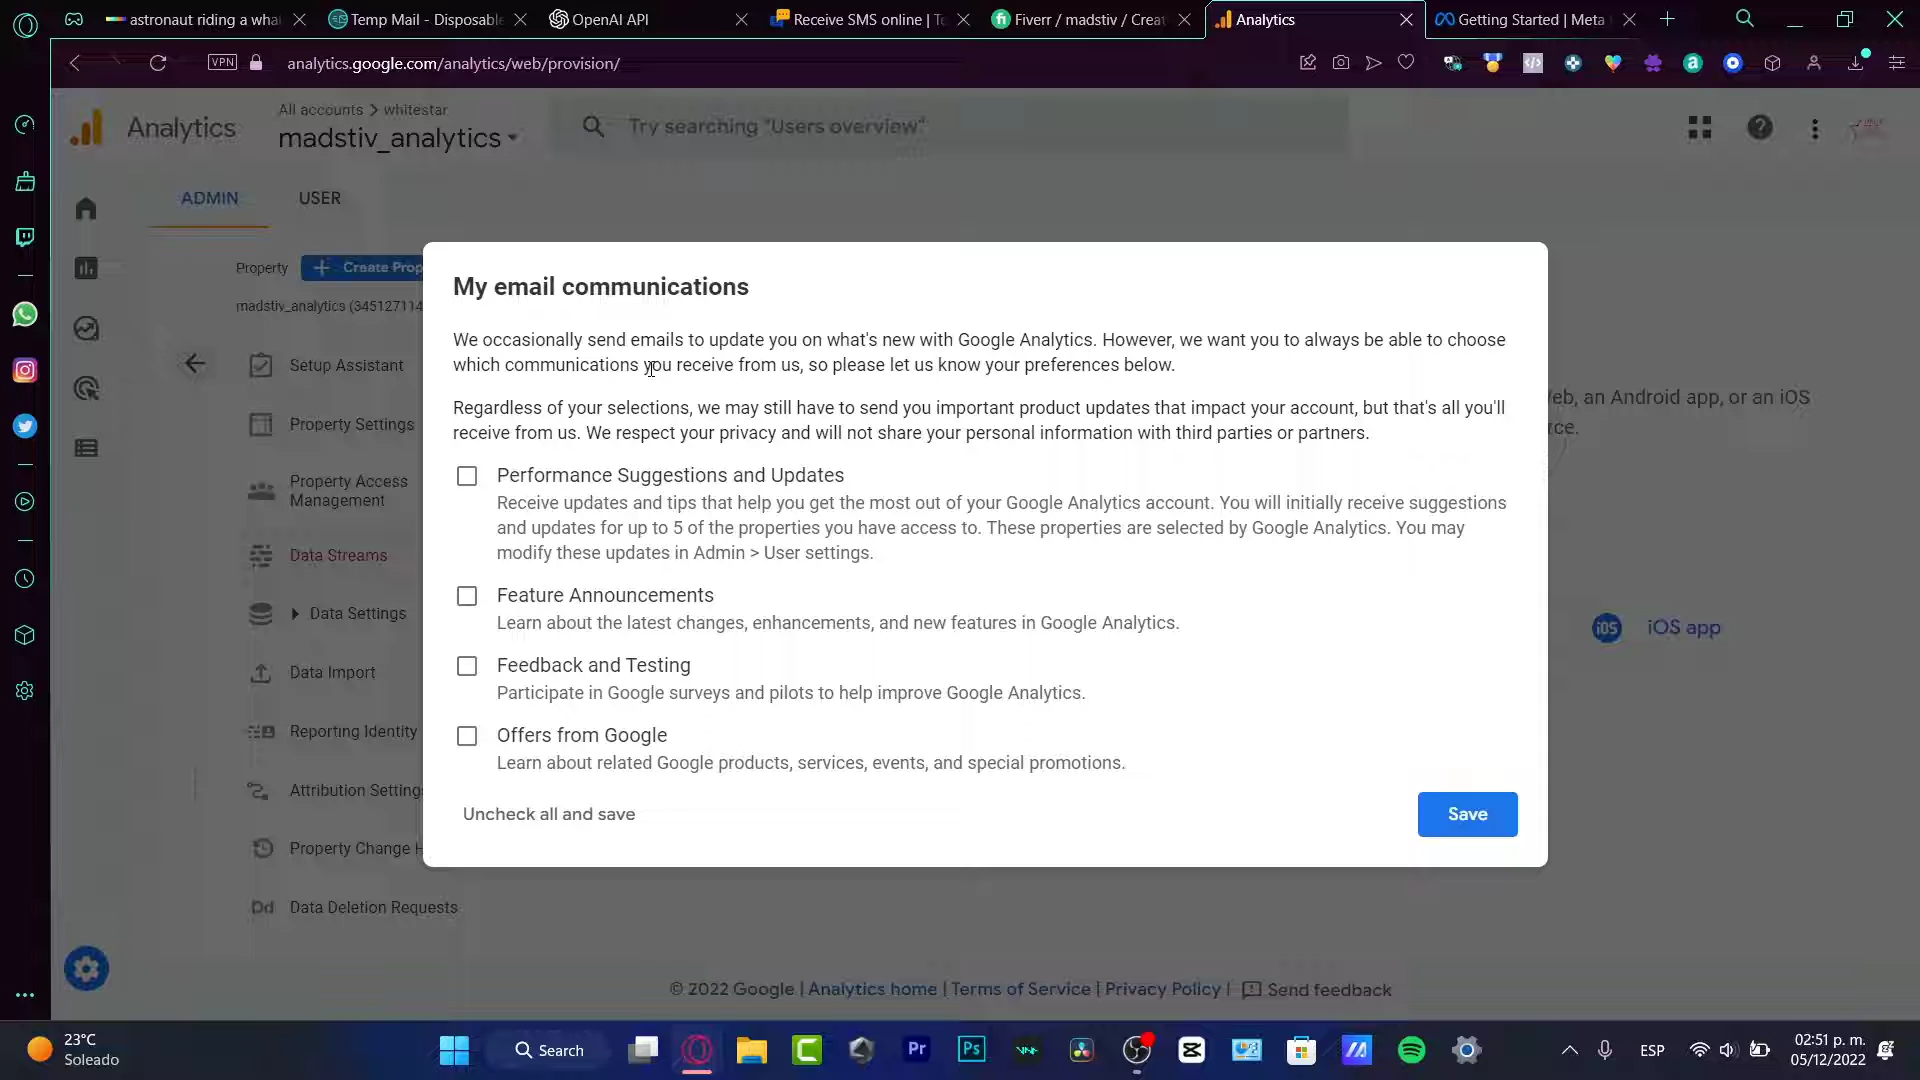 astronaut riding a wha
Temp Mail - Disposable
OpenAI API
Receive SMS online | Te
Fiverr / madstiv / Creat
Analytics
Getting Started | Meta
VPN
analytics.google.com/analytics/web/provision/
Analytics
All accounts > whitestar
madstiv_analytics
Try searching "Users overview"
ADMIN
USER
Property
Create Prop
madstiv_analytics (345127114
Setup Assistant
Property Settings
Property Access
Management
Data Streams
Data Settings
Data Import
Reporting Identity
Attribution Settings
Property Change H
Data Deletion Requests
My email communications
We occasionally send emails to update you on what's new with Google Analytics. However, we want you to always be able to choose
which communications you receive from us, so please let us know your preferences below.
Regardless of your selections, we may still have to send you important product updates that impact your account, but that's all you'll
receive from us. We respect your privacy and will not share your personal information with third parties or partners.
Performance Suggestions and Updates
Receive updates and tips that help you get the most out of your Google Analytics account. You will initially receive suggestions
and updates for up to 5 of the properties you have access to. These properties are selected by Google Analytics. You may
modify these updates in Admin > User settings.
Feature Announcements
Learn about the latest changes, enhancements, and new features in Google Analytics.
Feedback and Testing
Participate in Google surveys and pilots to help improve Google Analytics.
Offers from Google
Learn about related Google products, services, events, and special promotions.
Uncheck all and save
Save
eb, an Android app, or an iOS
rce.
iOS
iOS app
© 2022 Google | Analytics home | Terms of Service | Privacy Policy |
Send feedback
23°C
Soleado
Search
Pr
Ps
ESP
02:51 p. m.
05/12/2022